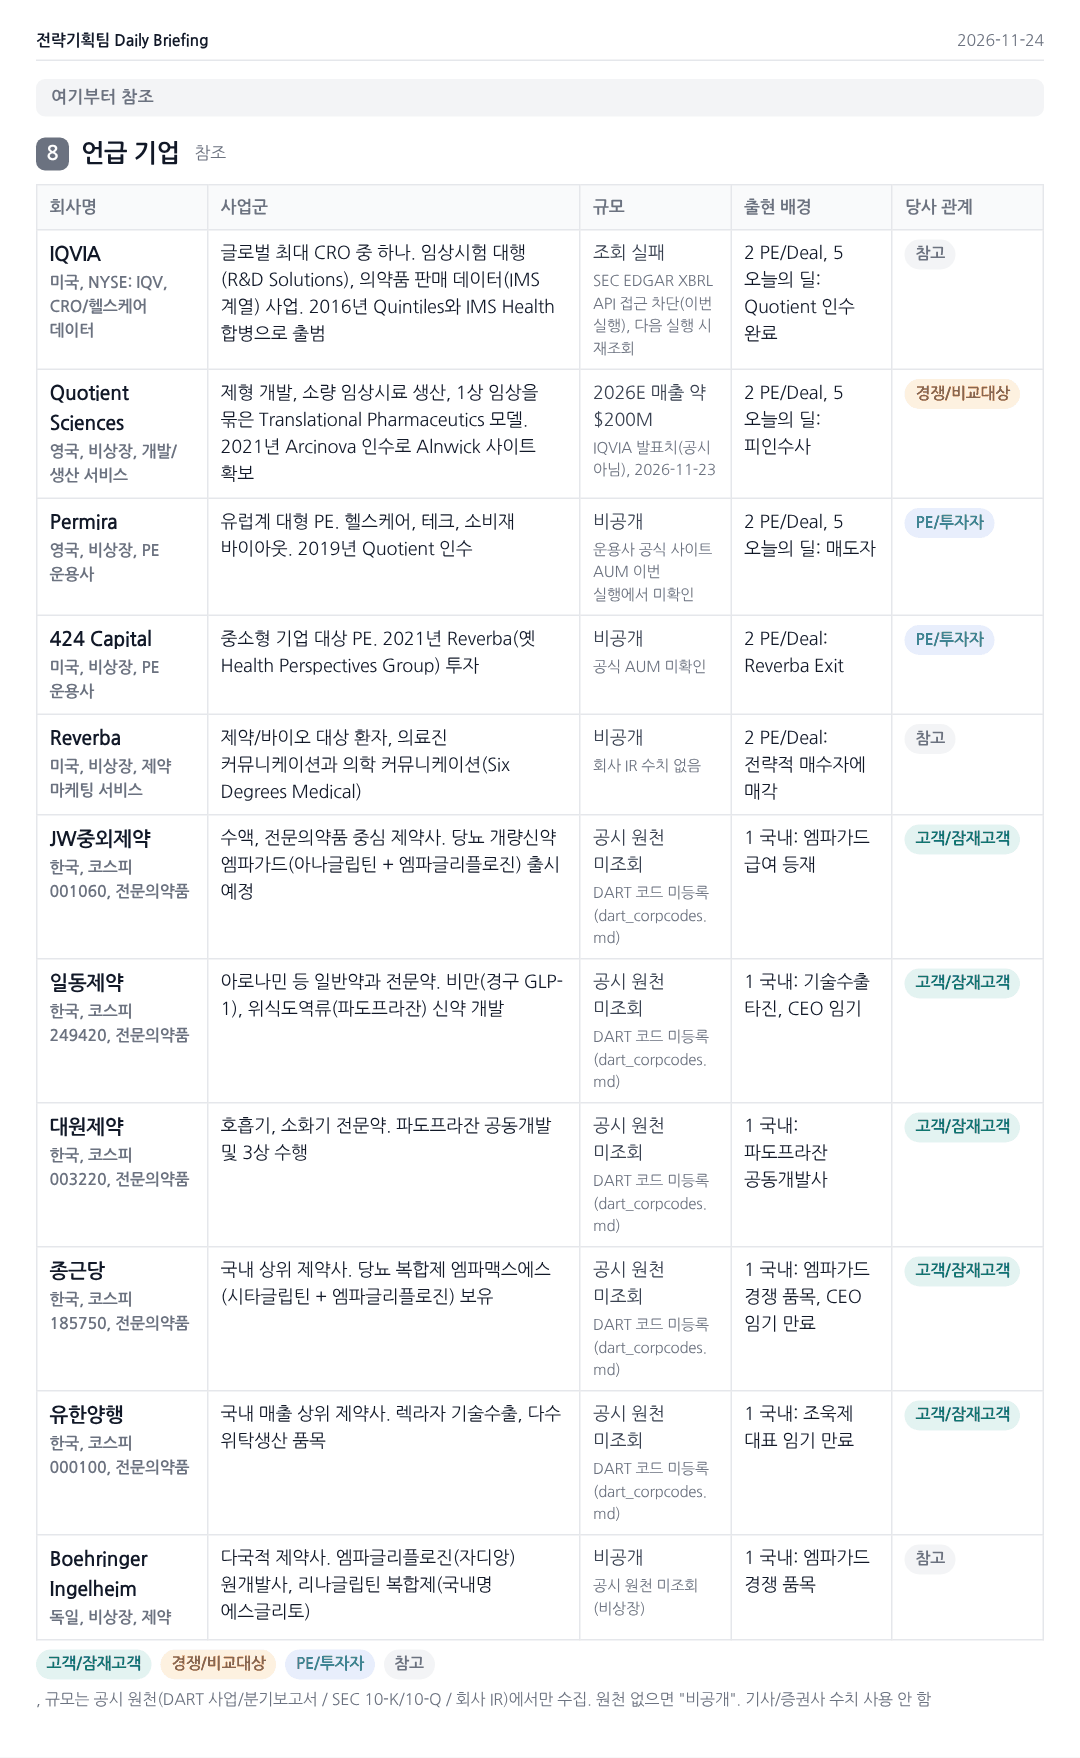 전략기획팀 Daily Briefing
2026-11-24
여기부터 참조
8 언급 기업 참조
회사명 사업군 규모 출현 배경 당사 관계
IQVIA
미국, NYSE: IQV,
CRO/헬스케어
데이터
글로벌 최대 CRO 중 하나. 임상시험 대행
(R&D Solutions), 의약품 판매 데이터(IMS
계열) 사업. 2016년 Quintiles와 IMS Health
합병으로 출범
조회 실패
SEC EDGAR XBRL
API 접근 차단(이번
실행), 다음 실행 시
재조회
2 PE/Deal, 5
오늘의 딜:
Quotient 인수
완료
참고
Quotient
Sciences
영국, 비상장, 개발/
생산 서비스
제형 개발, 소량 임상시료 생산, 1상 임상을
묶은 Translational Pharmaceutics 모델.
2021년 Arcinova 인수로 Alnwick 사이트
확보
2026E 매출 약
$200M
IQVIA 발표치(공시
아님), 2026-11-23
2 PE/Deal, 5
오늘의 딜:
피인수사
경쟁/비교대상
Permira
영국, 비상장, PE
운용사
유럽계 대형 PE. 헬스케어, 테크, 소비재
바이아웃. 2019년 Quotient 인수
비공개
운용사 공식 사이트
AUM 이번
실행에서 미확인
2 PE/Deal, 5
오늘의 딜: 매도자
PE/투자자
424 Capital
미국, 비상장, PE
운용사
중소형 기업 대상 PE. 2021년 Reverba(옛
Health Perspectives Group) 투자
비공개
공식 AUM 미확인
2 PE/Deal:
Reverba Exit
PE/투자자
Reverba
미국, 비상장, 제약
마케팅 서비스
제약/바이오 대상 환자, 의료진
커뮤니케이션과 의학 커뮤니케이션(Six
Degrees Medical)
비공개
회사 IR 수치 없음
2 PE/Deal:
전략적 매수자에
매각
참고
JW중외제약
한국, 코스피
001060, 전문의약품
수액, 전문의약품 중심 제약사. 당뇨 개량신약
엠파가드(아나글립틴 + 엠파글리플로진) 출시
예정
공시 원천
미조회
DART 코드 미등록
(dart_corpcodes.
md)
1 국내: 엠파가드
급여 등재
고객/잠재고객
일동제약
한국, 코스피
249420, 전문의약품
아로나민 등 일반약과 전문약. 비만(경구 GLP-
1), 위식도역류(파도프라잔) 신약 개발
공시 원천
미조회
DART 코드 미등록
(dart_corpcodes.
md)
1 국내: 기술수출
타진, CEO 임기
고객/잠재고객
대원제약
한국, 코스피
003220, 전문의약품
호흡기, 소화기 전문약. 파도프라잔 공동개발
및 3상 수행
공시 원천
미조회
DART 코드 미등록
(dart_corpcodes.
md)
1 국내:
파도프라잔
공동개발사
고객/잠재고객
종근당
한국, 코스피
185750, 전문의약품
국내 상위 제약사. 당뇨 복합제 엠파맥스에스
(시타글립틴 + 엠파글리플로진) 보유
공시 원천
미조회
DART 코드 미등록
(dart_corpcodes.
md)
1 국내: 엠파가드
경쟁 품목, CEO
임기 만료
고객/잠재고객
유한양행
한국, 코스피
000100, 전문의약품
국내 매출 상위 제약사. 렉라자 기술수출, 다수
위탁생산 품목
공시 원천
미조회
DART 코드 미등록
(dart_corpcodes.
md)
1 국내: 조욱제
대표 임기 만료
고객/잠재고객
Boehringer
Ingelheim
독일, 비상장, 제약
다국적 제약사. 엠파글리플로진(자디앙)
원개발사, 리나글립틴 복합제(국내명
에스글리토)
비공개
공시 원천 미조회
(비상장)
1 국내: 엠파가드
경쟁 품목
참고
고객/잠재고객 경쟁/비교대상 PE/투자자 참고
, 규모는 공시 원천(DART 사업/분기보고서 / SEC 10-K/10-Q / 회사 IR)에서만 수집. 원천 없으면 "비공개". 기사/증권사 수치 사용 안 함